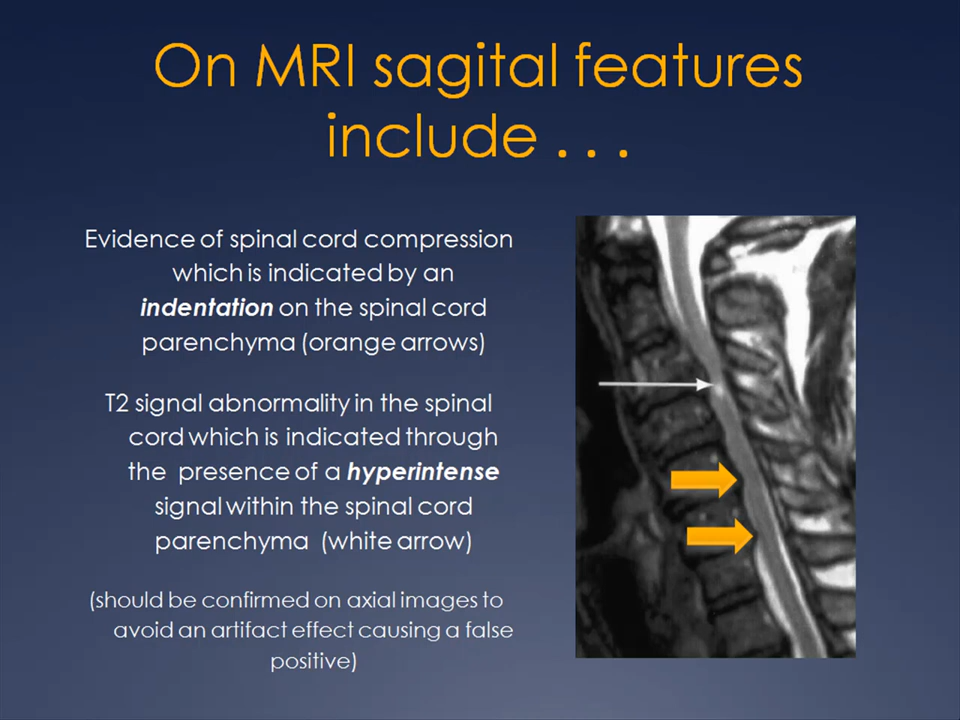 On MRI sagital features
include . . .
Evidence of spinal cord compression
which is indicated by an
indentation on the spinal cord
parenchyma (orange arrows)
T2 signal abnormality in the spinal
cord which is indicated through
the presence of a hyperintense
signal within the spinal cord
parenchyma (white arrow)
(should be confirmed on axial images to
avoid an artifact effect causing a false
positive)